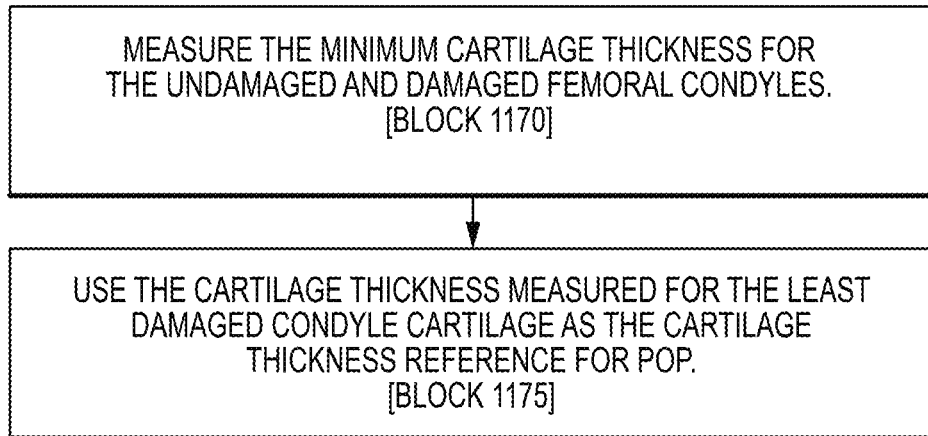 MEASURE THE MINIMUM CARTILAGE THICKNESS FOR
THE UNDAMAGED AND DAMAGED FEMORAL CONDYLES.
[BLOCK 1170]
USE THE CARTILAGE THICKNESS MEASURED FOR THE LEAST
DAMAGED CONDYLE CARTILAGE AS THE CARTILAGE
THICKNESS REFERENCE FOR POP.
[BLOCK 1175]